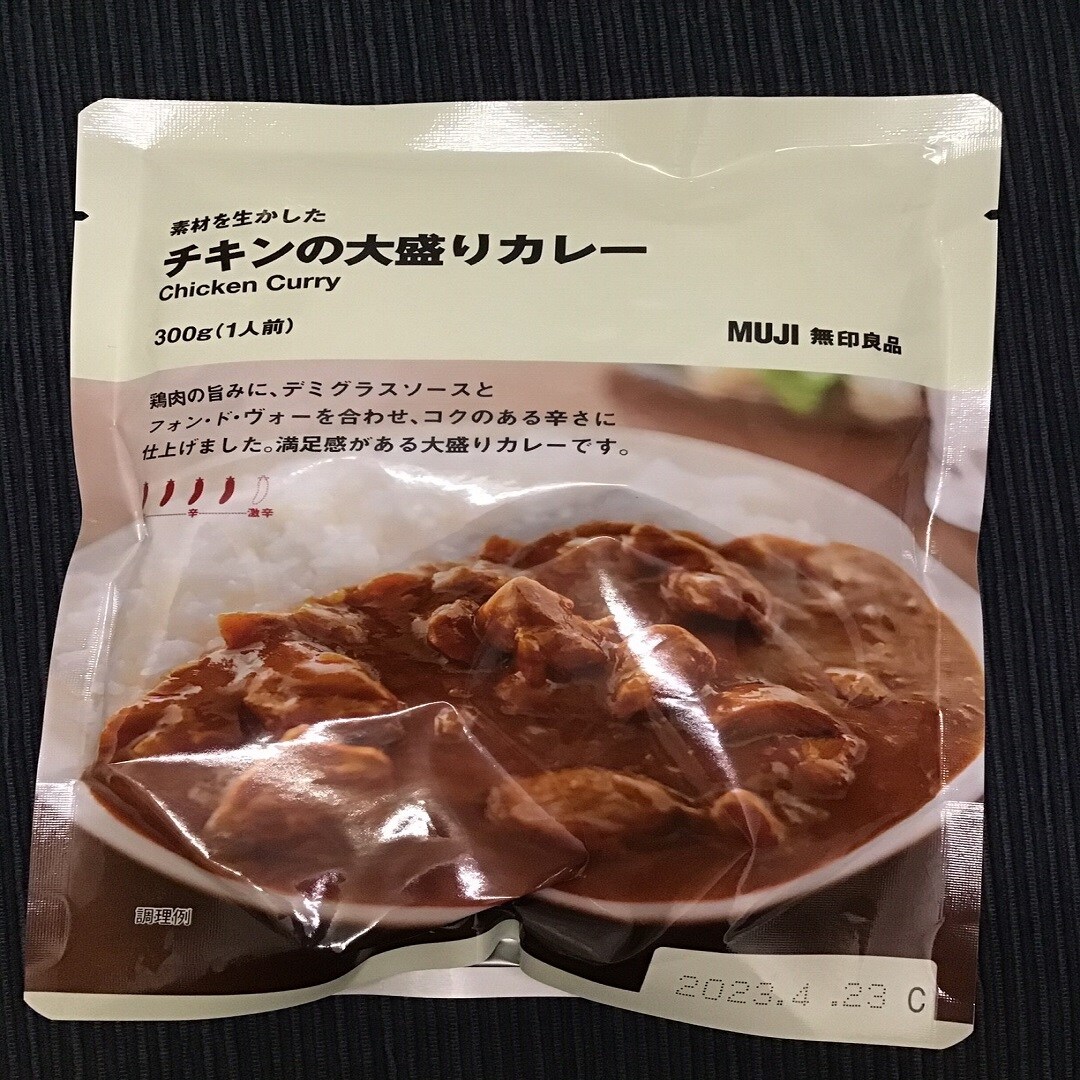 素材を生かした
チキンの大盛りカレー
Chicken Curry
300g(1人前)
MUJI 無印良品
鶏肉の旨みに、デミグラスソースと
フォン・ド・ヴォーを合わせ、コクのある辛さに
仕上げました。満足感がある大盛りカレーです。
辛 激辛
調理例
2023.4.23 C